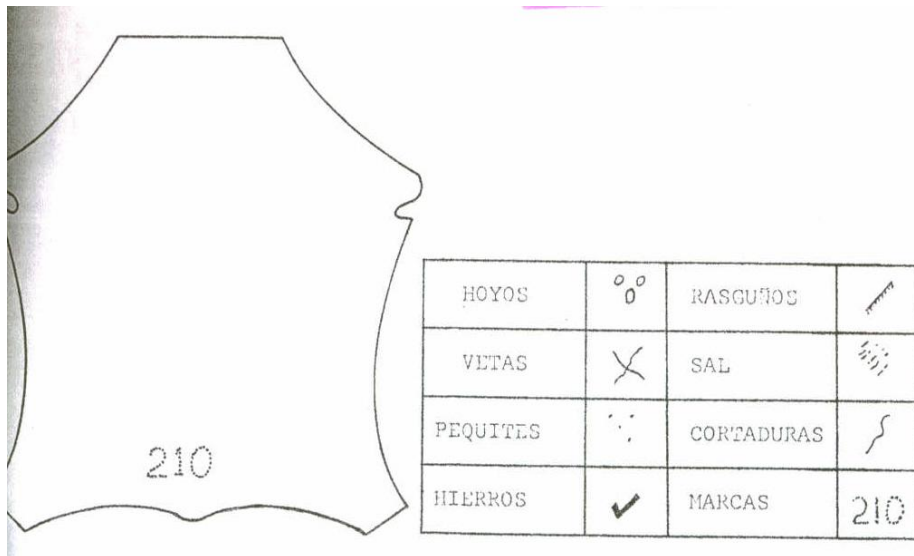 HOYOS RASGUÑOS
VETAS SAL
PEQUITES CORTADURAS
HIERROS MARCAS 210
210